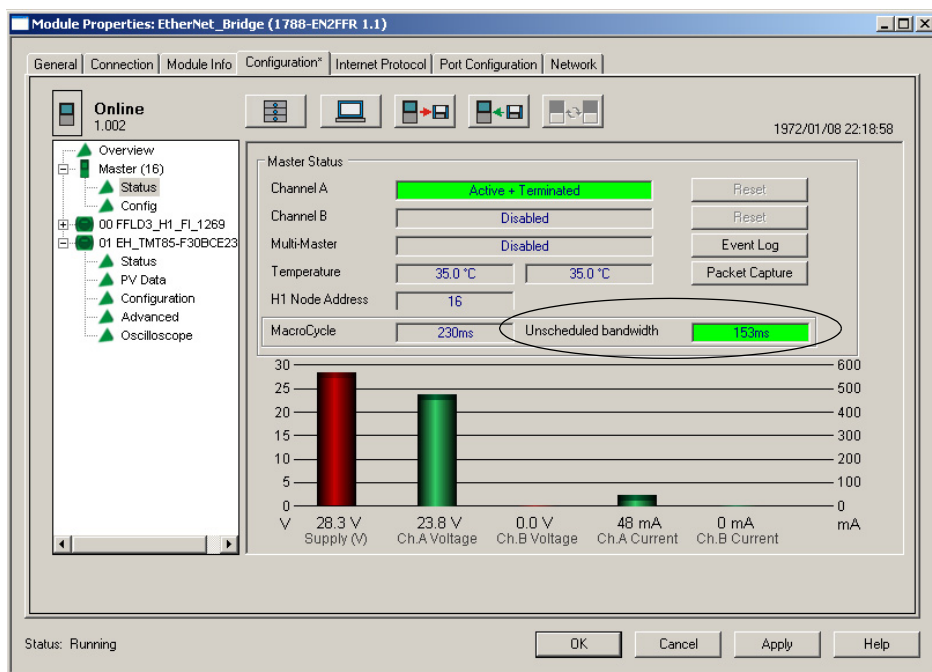 Module Properties: EtherNet_Bridge (1788-EN2FFR 1.1)
General Connection Module Info Configuration* Internet Protocol Port Configuration Network
Online
1.002
1972/01/08 22:18:58
Overview
Master (16)
Status
Config
00 FFLD3_H1_FI_1269
01 EH_TMT85-F30BCE23
Status
PV Data
Configuration
Advanced
Oscilloscope
Master Status
Channel A Active + Terminated Reset
Channel B Disabled Reset
Multi-Master Disabled Event Log
Temperature 35.0 °C 35.0 °C Packet Capture
H1 Node Address 16
MacroCycle 230ms Unscheduled bandwidth 153ms
30 600
25 500
20 400
15 300
10 200
5 100
0 0
V 28.3 V 23.8 V 0.0 V 48 mA 0 mA mA
Supply (V) Ch.A Voltage Ch.B Voltage Ch.A Current Ch.B Current
Status: Running
OK Cancel Apply Help